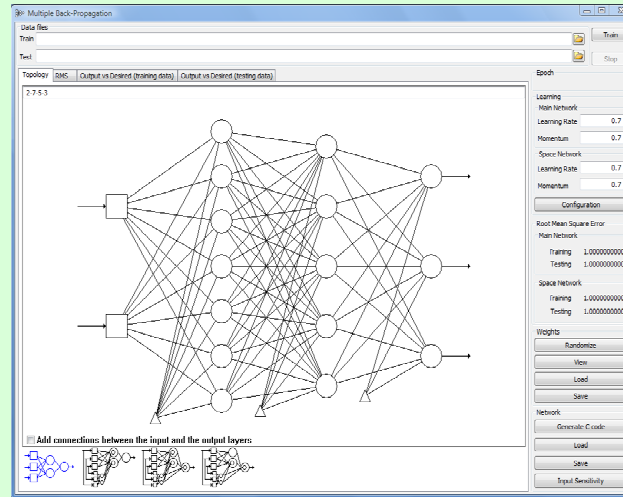 Multiple Back-Propagation
Data files
Train
Train
Test
Stop
Topology RMS Output vs Desired (training data) Output vs Desired (testing data)
2-7-5-3
Add connections between the input and the output layers
Epoch
Learning
Main Network
Learning Rate 0.7
Momentum 0.7
Space Network
Learning Rate 0.7
Momentum 0.7
Configuration
Root Mean Square Error
Main Network
Training 1.0000000000
Testing 1.0000000000
Space Network
Training 1.0000000000
Testing 1.0000000000
Weights
Randomize
View
Load
Save
Network
Generate C code
Load
Save
Input Sensitivity